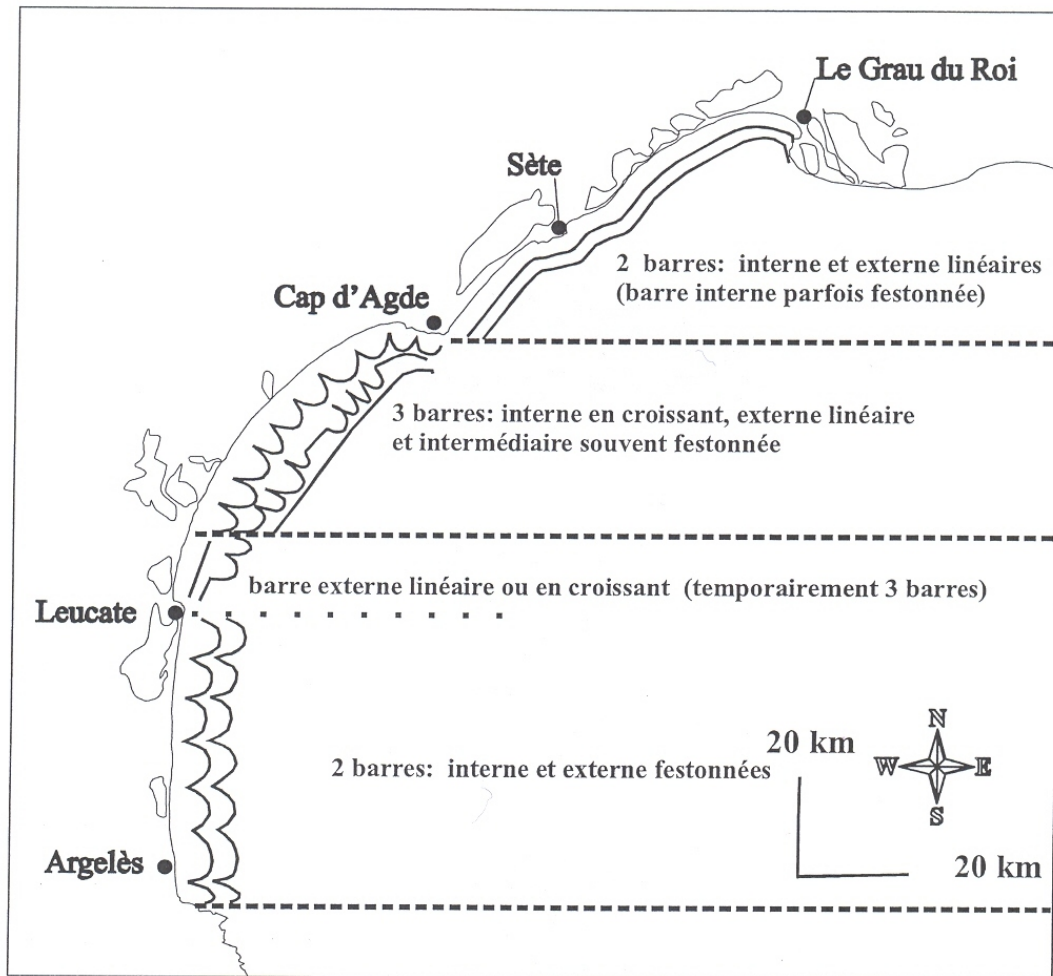 Le Grau du Roi
Sète
2 barres: interne et externe linéaires
(barre interne parfois festonnée)
Cap d'Agde
3 barres: interne en croissant, externe linéaire
et intermédiaire souvent festonnée
barre externe linéaire ou en croissant (temporairement 3 barres)
Leucate
20 km
N
W
E
S
2 barres: interne et externe festonnées
Argelès
20 km